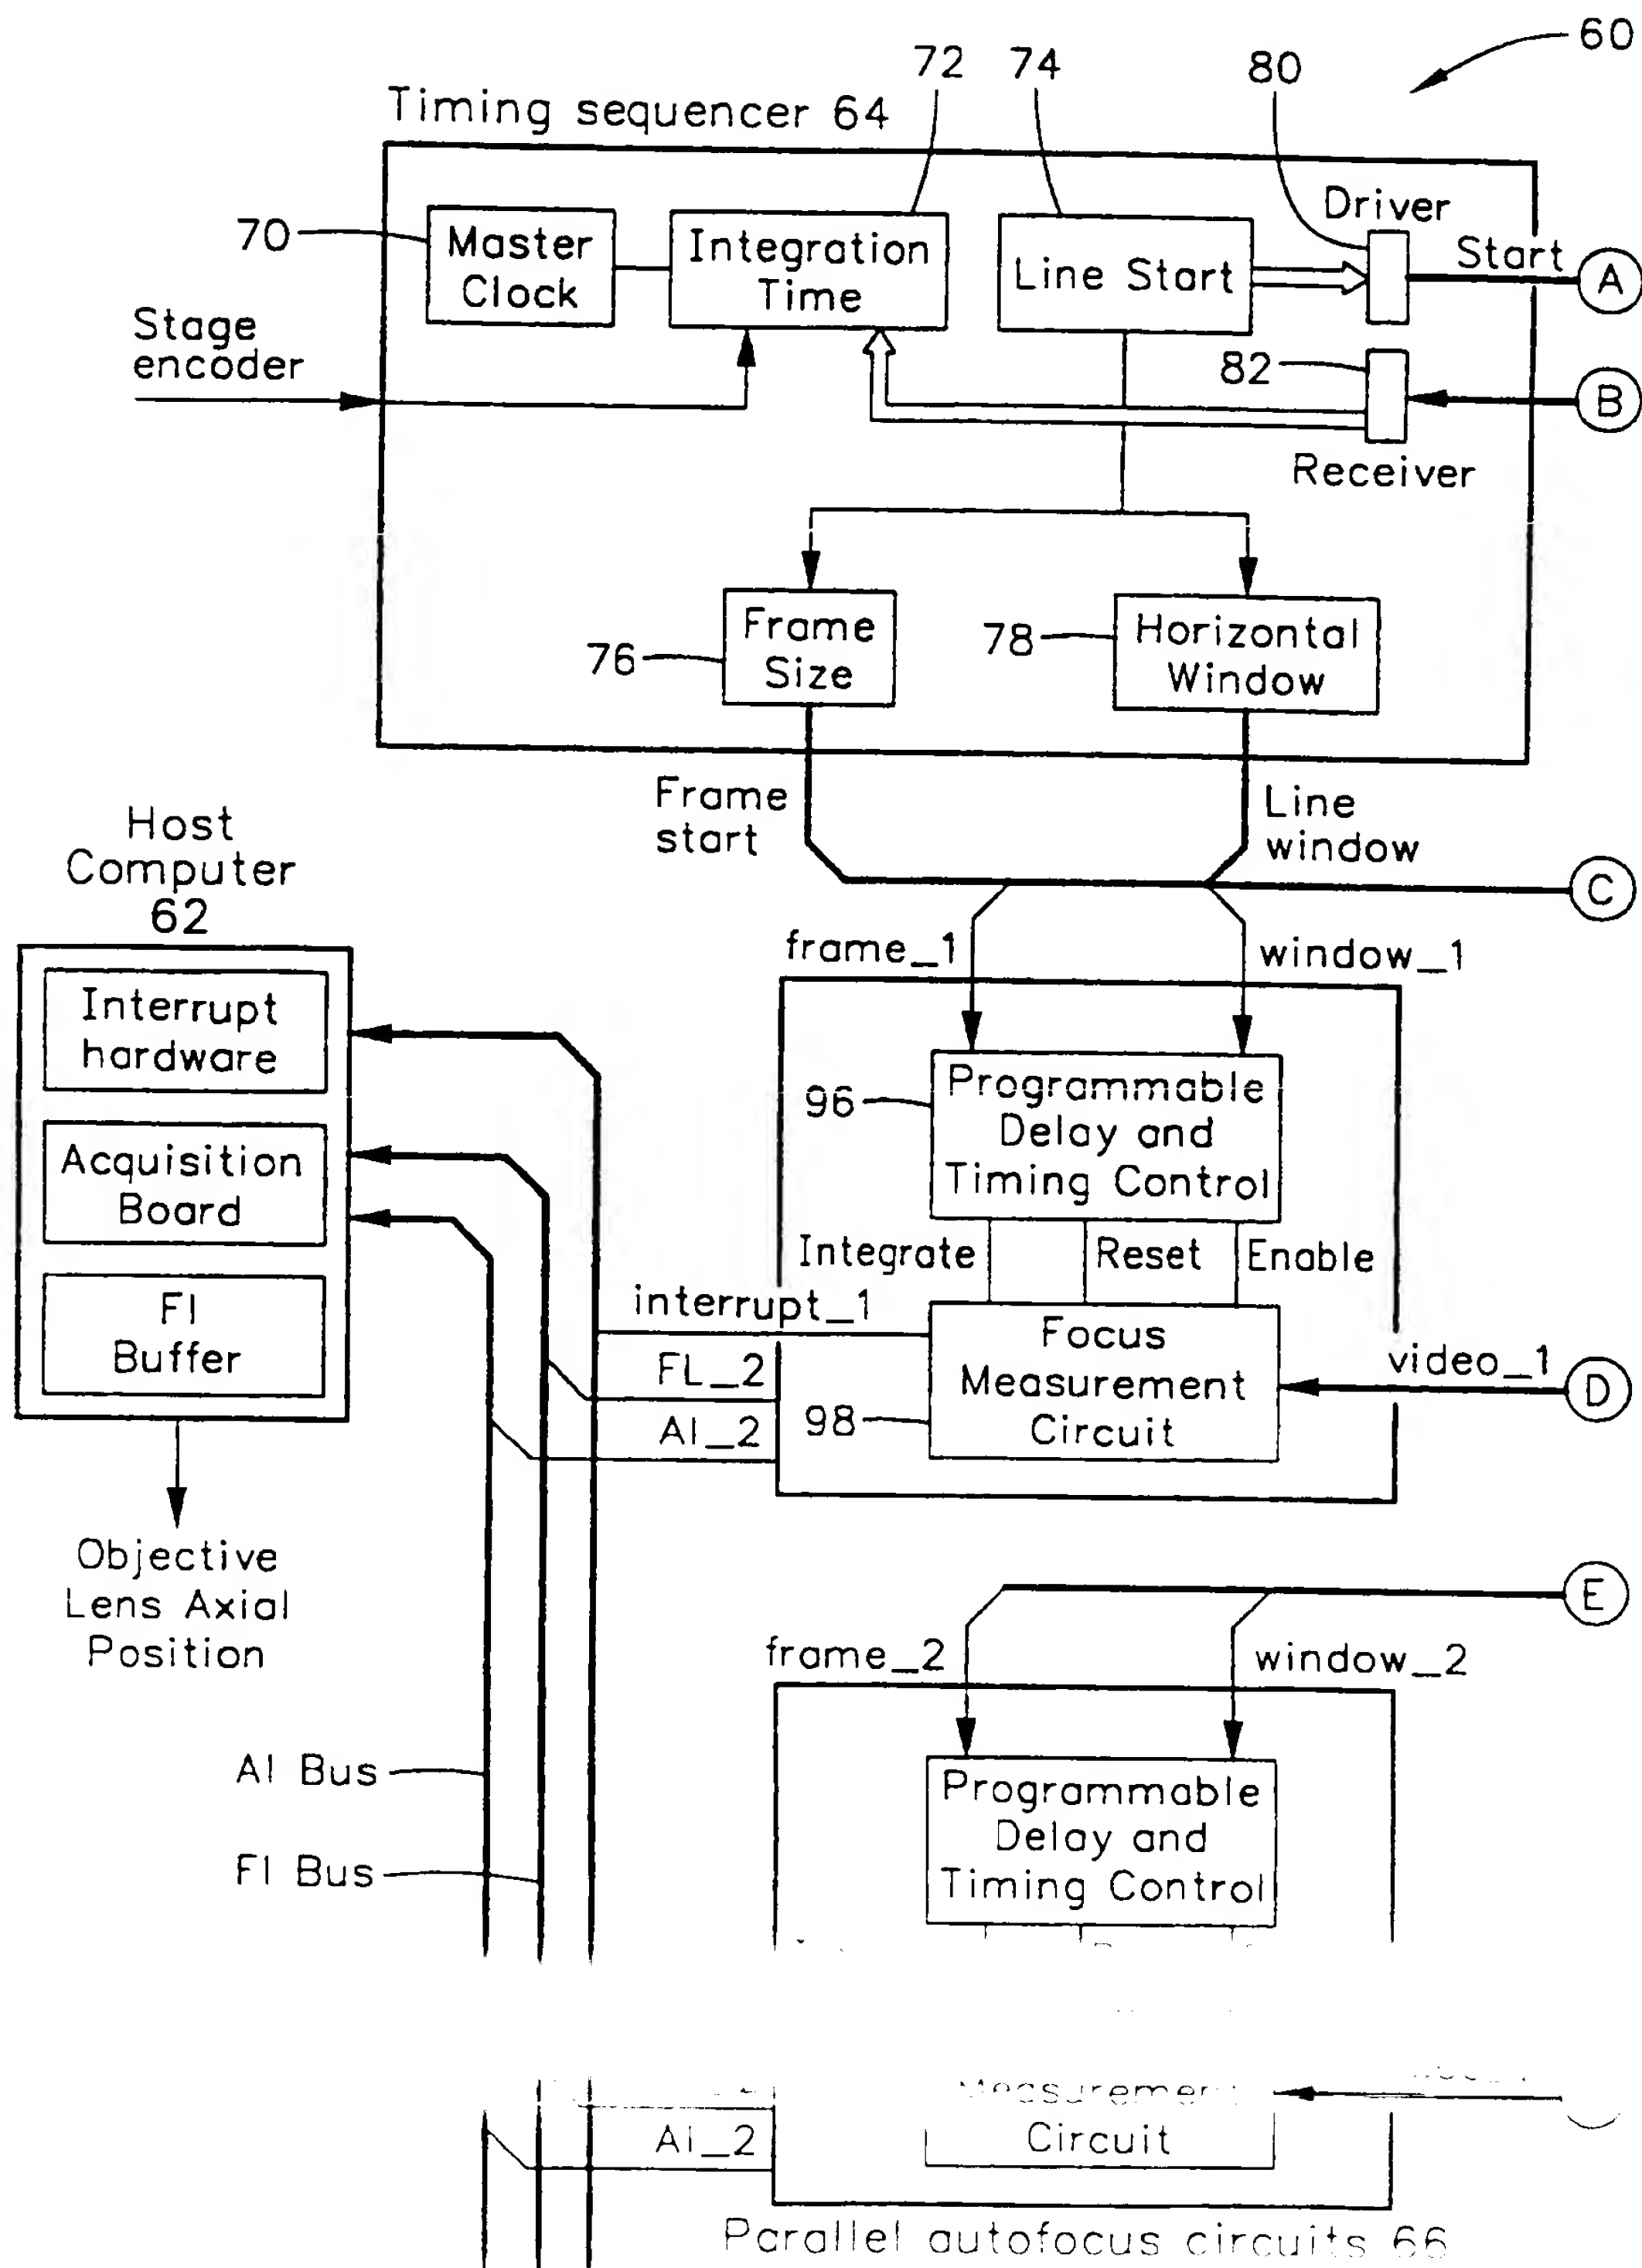 60
72 74
80
Timing sequencer 64
Driver
70
Master
Clock
Integration
Time
Line Start
Start
A
Stage
encoder
82
B
Receiver
76
Frame
Size
78
Horizontal
Window
Frame
start
Line
window
C
Host
Computer
62
frame_1
window_1
Interrupt
hardware
96
Programmable
Delay and
Timing Control
Acquisition
Board
Integrate
Reset
Enable
FI
Buffer
interrupt_1
Focus
Measurement
Circuit
FL_2
video_1
D
AI_2
98
Objective
Lens Axial
Position
E
frame_2
window_2
AI Bus
Programmable
Delay and
Timing Control
FI Bus
Measurement
AI_2
Circuit
Parallel autofocus circuits 66